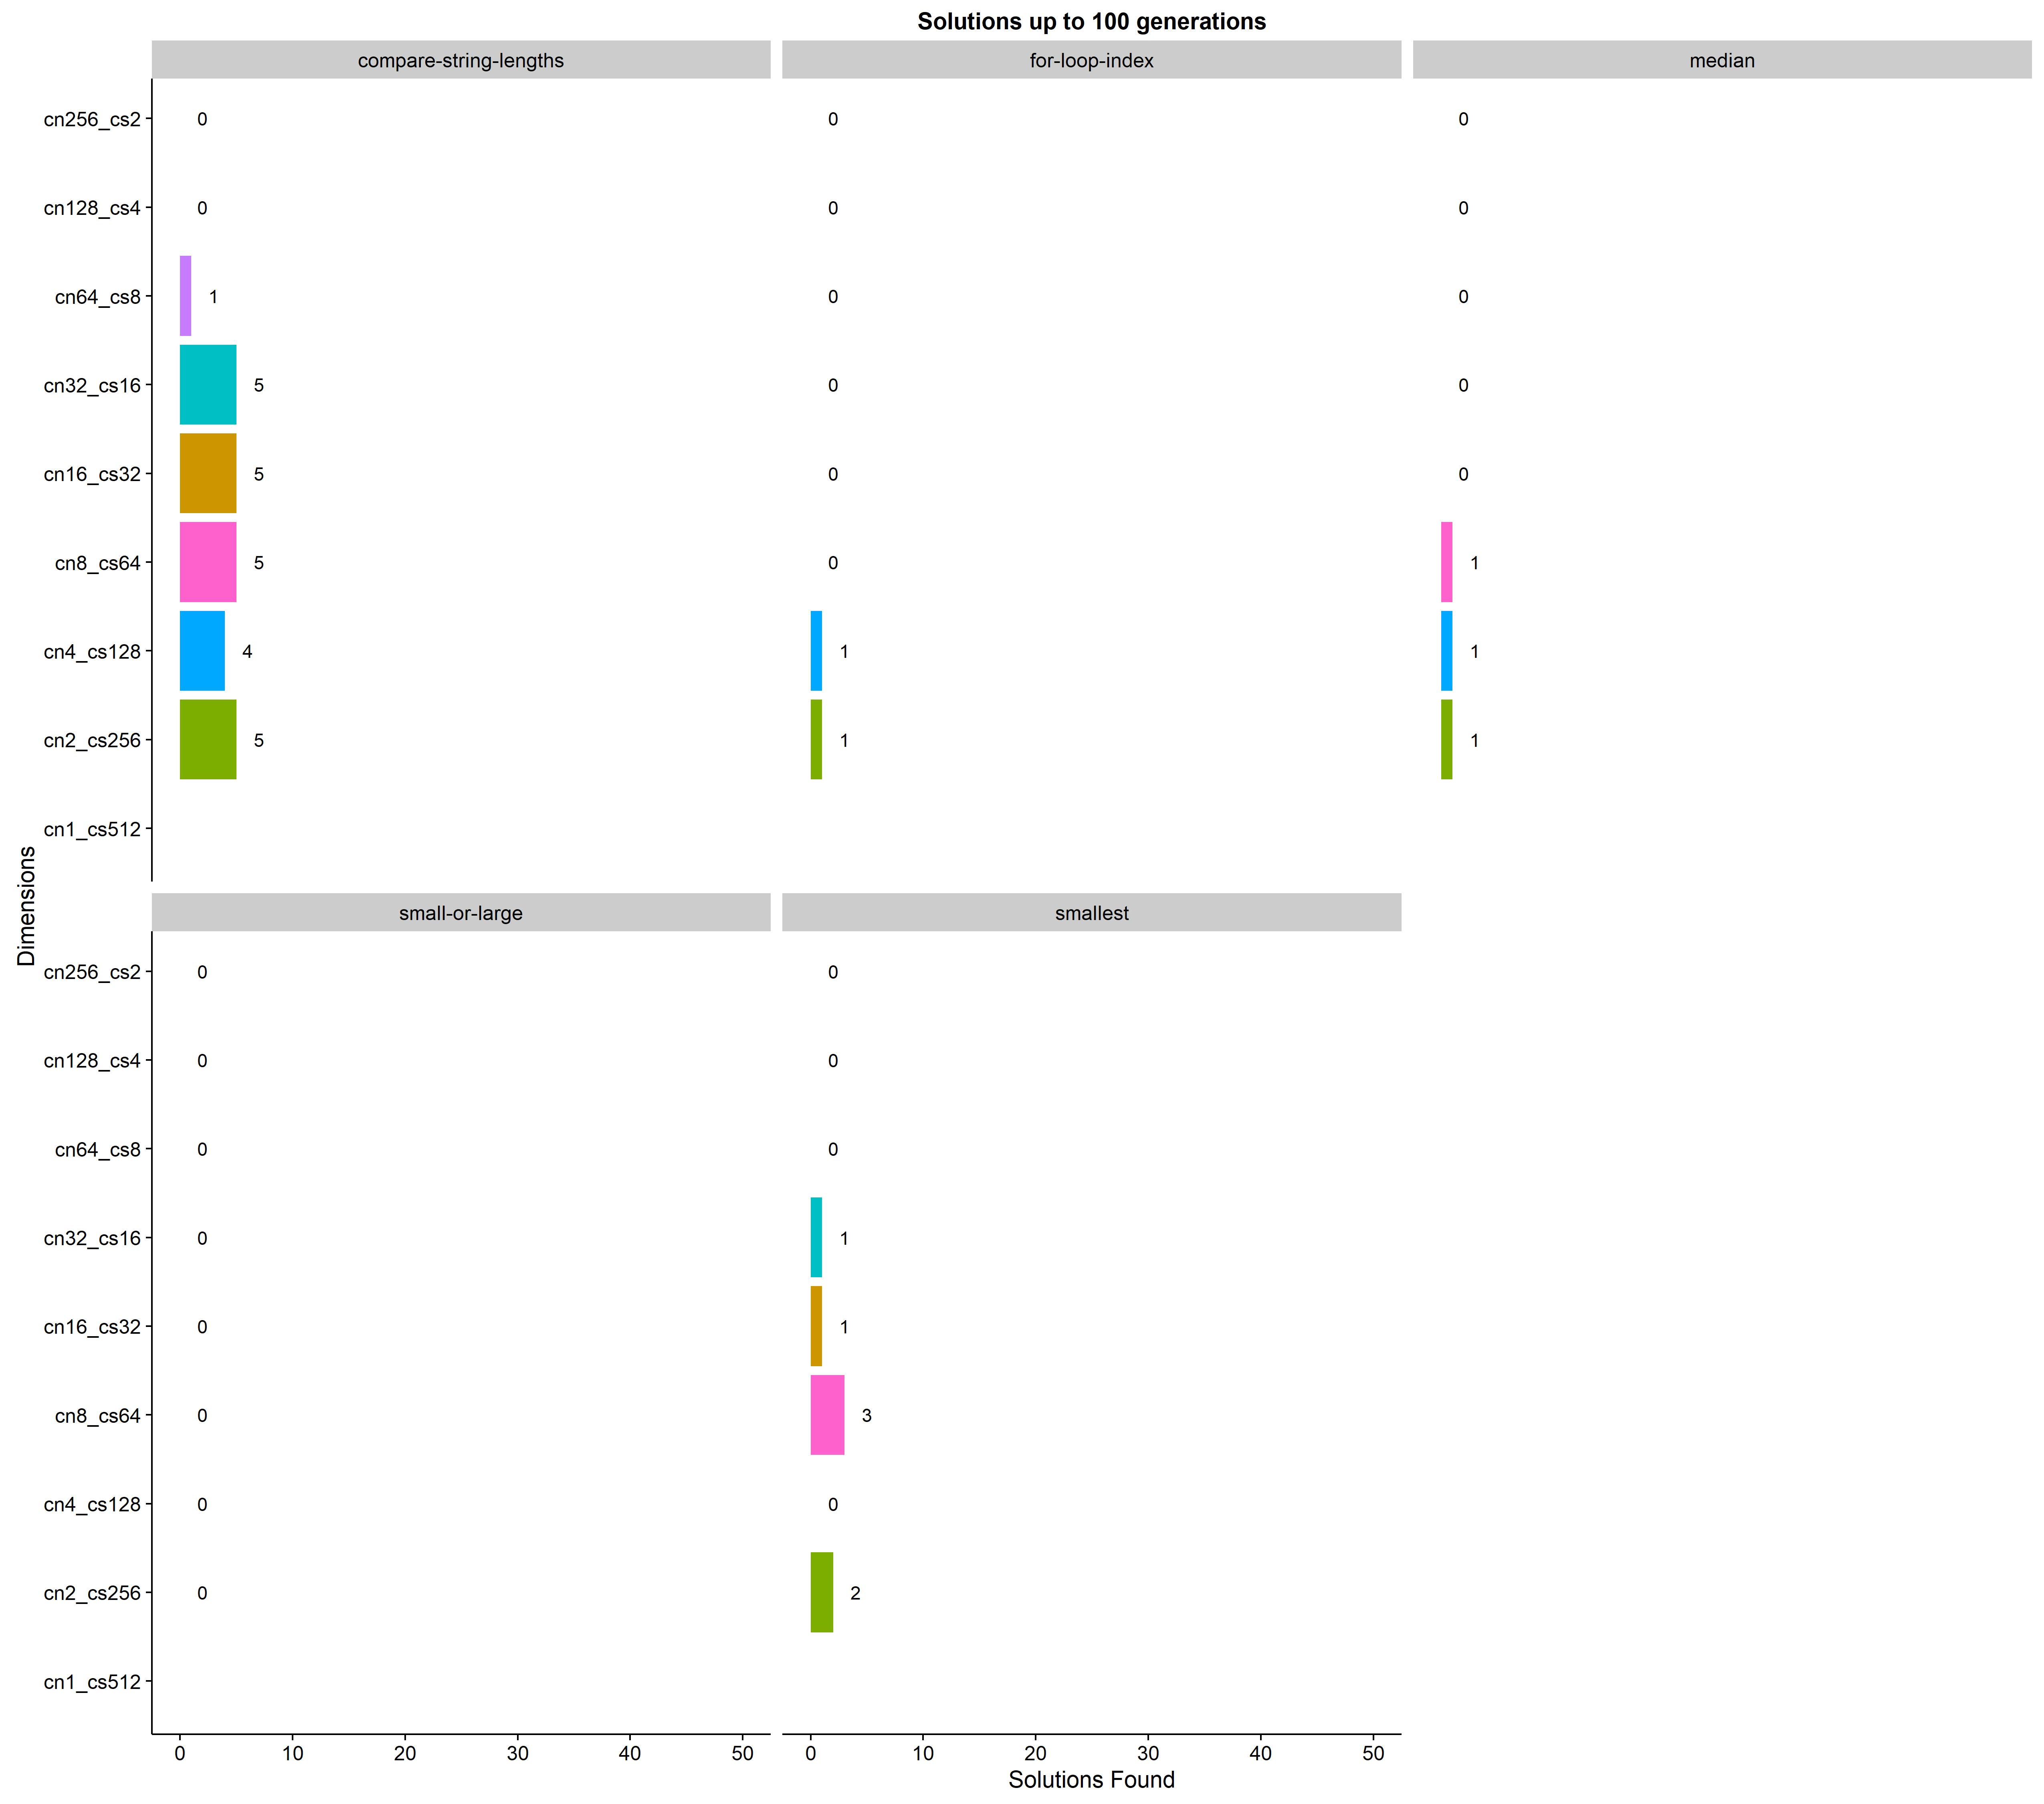 Solutions up to 100 generations
compare-string-lengths for-loop-index median
cn256_cs2 0 0 0
cn128_cs4 0 0 0
cn64_cs8 1 0 0
cn32_cs16 5 0 0
cn16_cs32 5 0 0
cn8_cs64 5 0 1
cn4_cs128 4 1 1
cn2_cs256 5 1 1
cn1_cs512
Dimensions
small-or-large smallest
cn256_cs2 0 0
cn128_cs4 0 0
cn64_cs8 0 0
cn32_cs16 0 1
cn16_cs32 0 1
cn8_cs64 0 3
cn4_cs128 0 0
cn2_cs256 0 2
cn1_cs512
0 10 20 30 40 50 0 10 20 30 40 50
Solutions Found